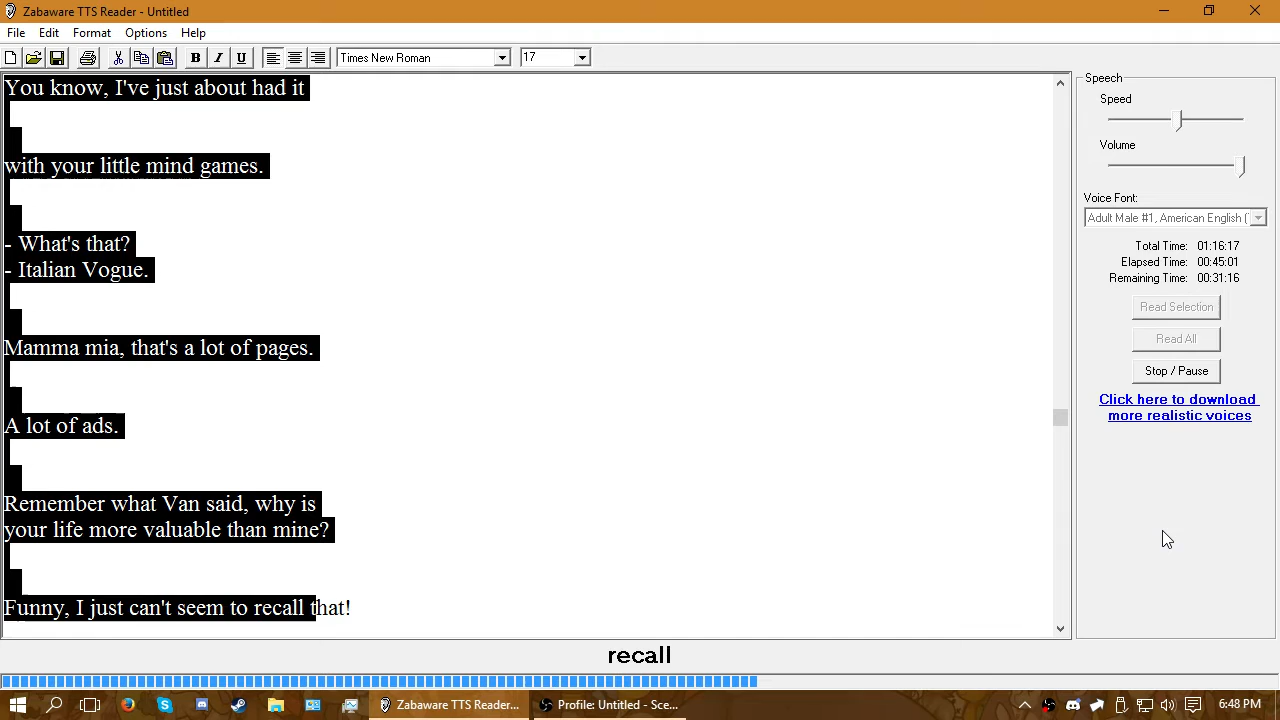 Zabaware TTS Reader - Untitled
File Edit Format Options Help
B I U Times New Roman 17
You know, I've just about had it
with your little mind games.
- What's that?
- Italian Vogue.
Mamma mia, that's a lot of pages.
A lot of ads.
Remember what Van said, why is
your life more valuable than mine?
Funny, I just can't seem to recall that!
Speech
Speed
Volume
Voice Font:
Adult Male #1, American English (
Total Time: 01:16:17
Elapsed Time: 00:45:01
Remaining Time: 00:31:16
Read Selection
Read All
Stop / Pause
Click here to download
more realistic voices
recall
Zabaware TTS Reader... Profile: Untitled - Sce... 6:48 PM